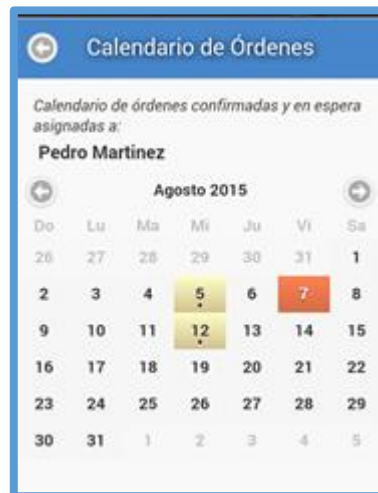 Calendario de Órdenes
Calendario de órdenes confirmadas y en espera
asignadas a:
Pedro Martinez
Agosto 2015
Do Lu Ma Mi Ju Vi Sa
26 27 28 29 30 31 1
2 3 4 5 6 7 8
9 10 11 12 13 14 15
16 17 18 19 20 21 22
23 24 25 26 27 28 29
30 31 1 2 3 4 5